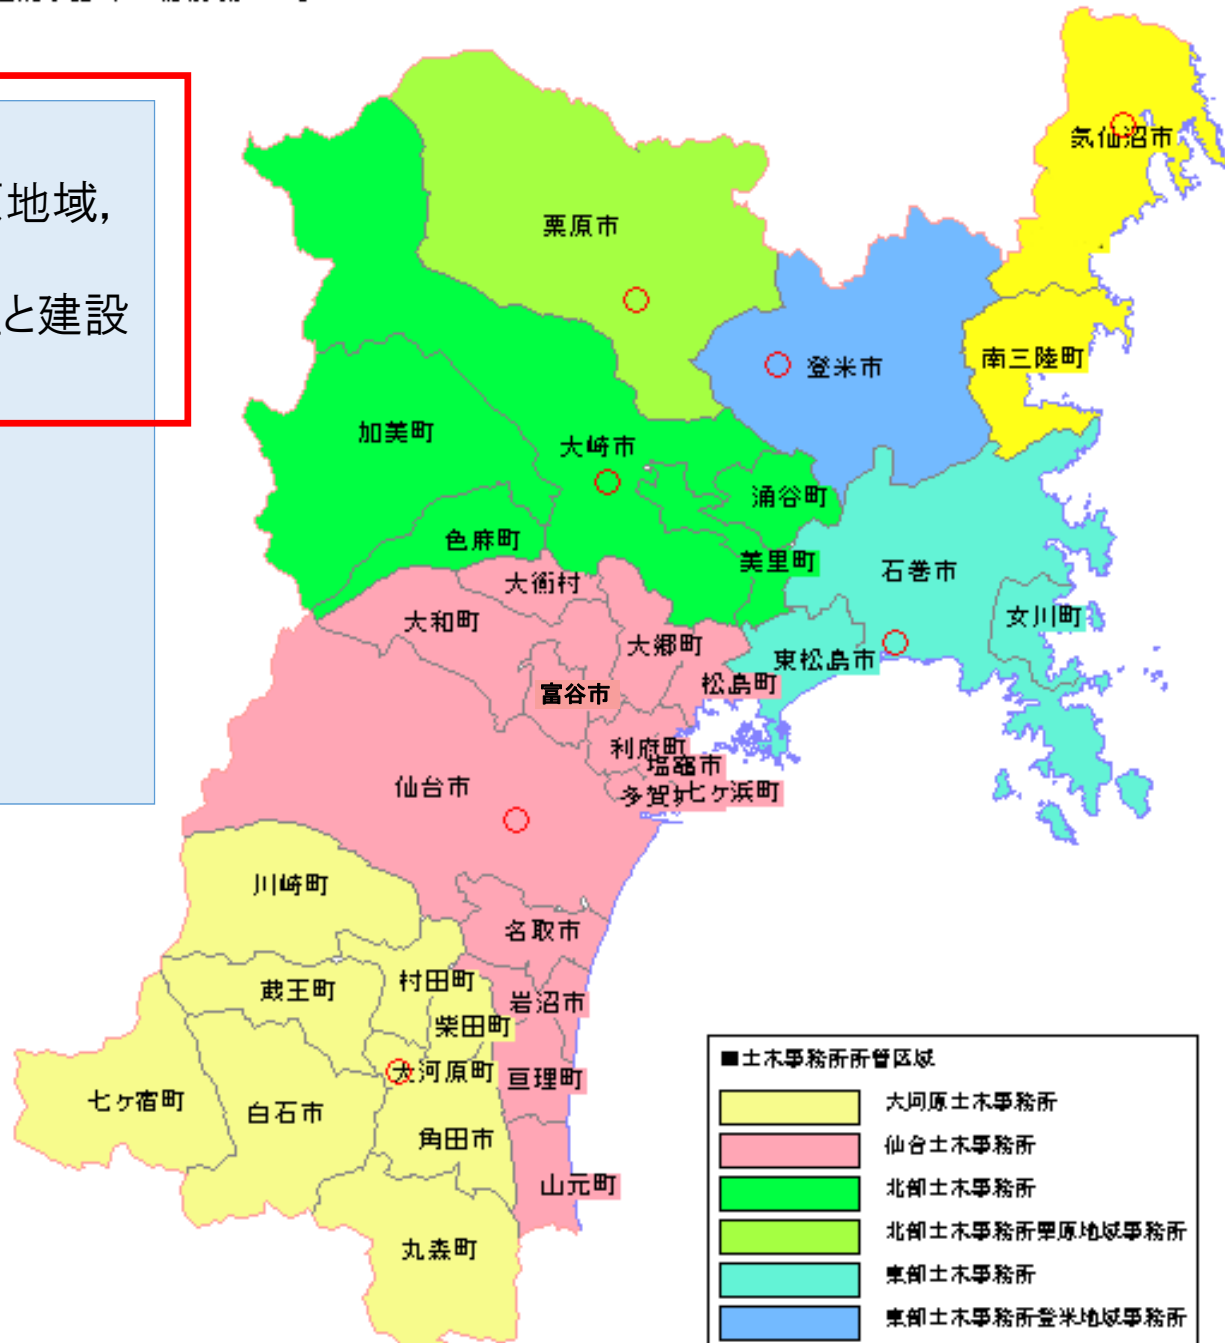 地域,
と建設
気仙沼市
栗原市
登米市
南三陸町
加美町
大崎市
涌谷町
色麻町
美里町
石巻市
大衡村
女川町
大和町
大郷町
東松島市
松島町
富谷市
利府町
塩竈市
仙台市
多賀
七ヶ浜町
川崎町
名取市
村田町
蔵王町
岩沼市
柴田町
大河原町
亘理町
七ヶ宿町
白石市
角田市
山元町
丸森町
■土木事務所所管区域
大河原土木事務所
仙台土木事務所
北部土木事務所
北部土木事務所栗原地域事務所
東部土木事務所
東部土木事務所登米地域事務所